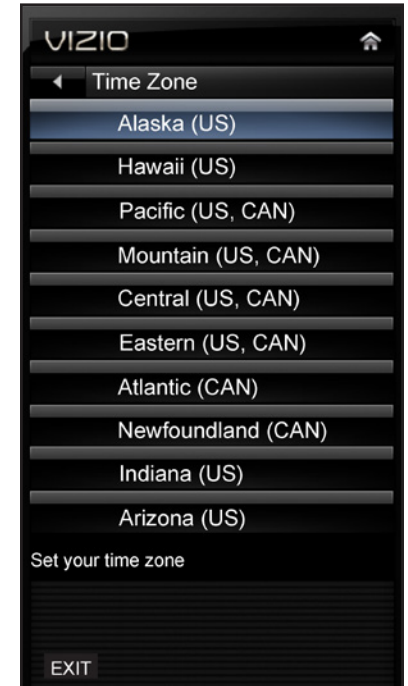 VIZIO
Time Zone
Alaska (US)
Hawaii (US)
Pacific (US, CAN)
Mountain (US, CAN)
Central (US, CAN)
Eastern (US, CAN)
Atlantic (CAN)
Newfoundland (CAN)
Indiana (US)
Arizona (US)
Set your time zone
EXIT